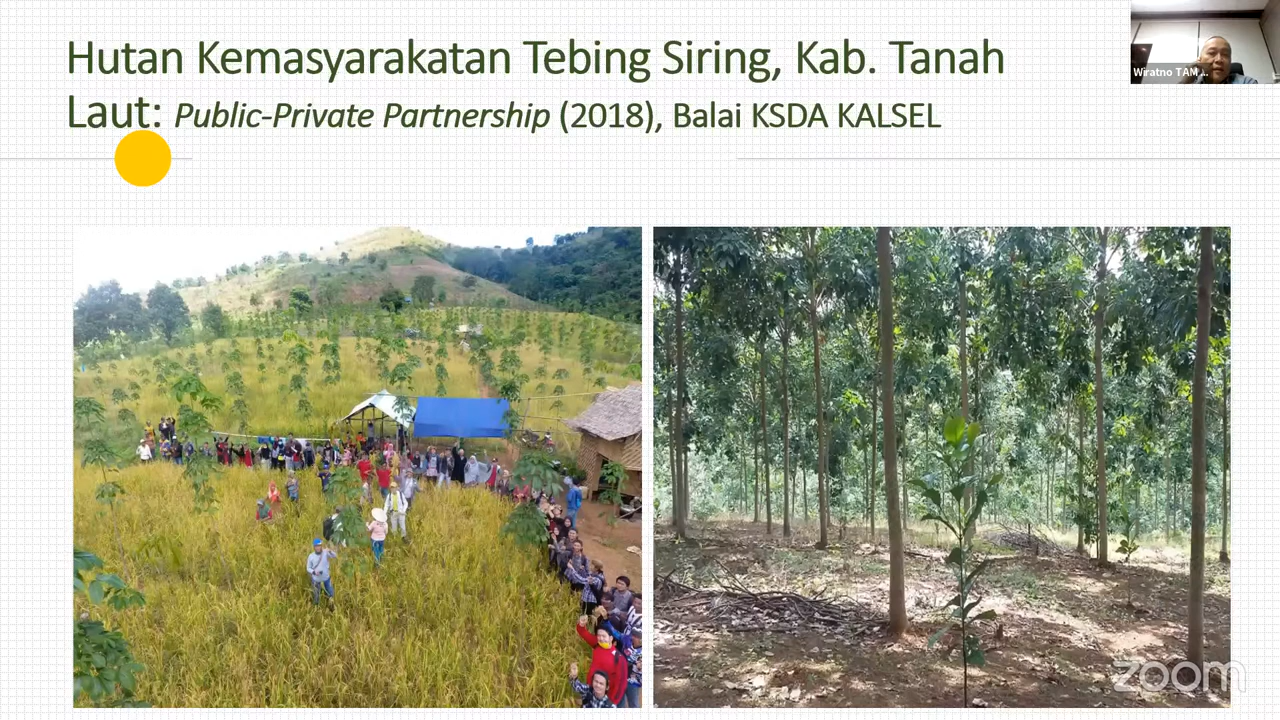 Hutan Kemasyarakatan Tebing Siring, Kab. Tanah
Laut: Public-Private Partnership (2018), Balai KSDA KALSEL
Wiratno TAM ...
zoom